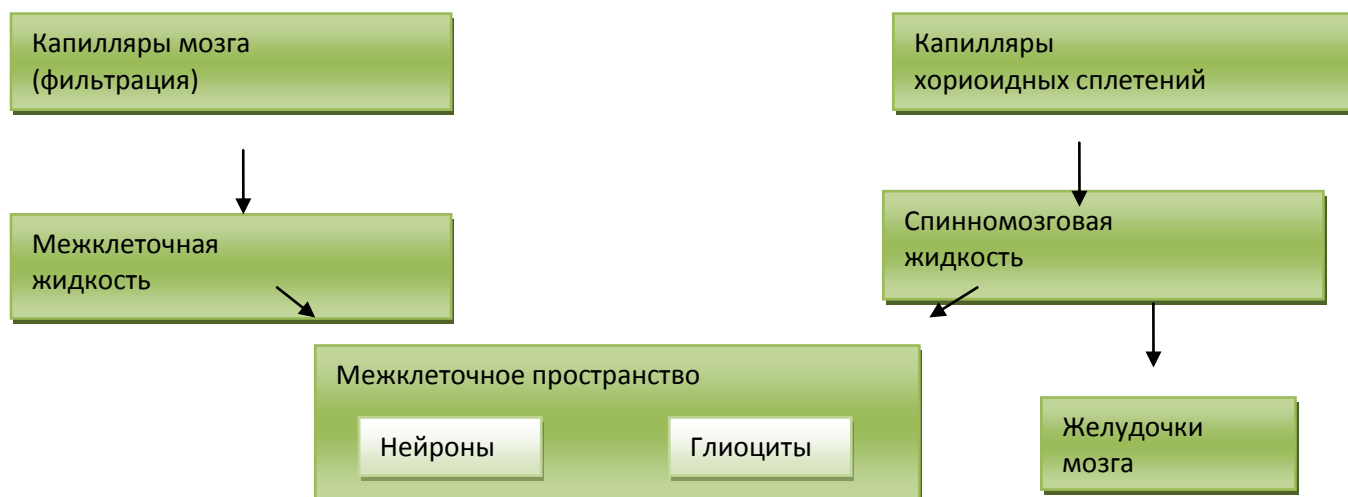 Капилляры мозга
(фильтрация)
Капилляры
хориоидных сплетений
Межклеточная
жидкость
Спинномозговая
жидкость
Межклеточное пространство
Нейроны
Глиоциты
Желудочки
мозга